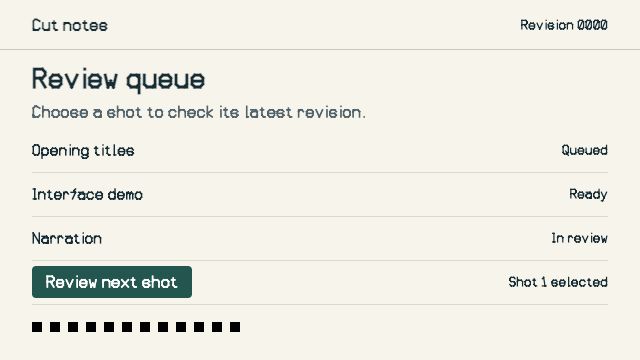 Cut notes
Revision 0000
Review queue
Choose a shot to check its latest revision.
Opening titles
Queued
Interface demo
Ready
Narration
In review
Review next shot
Shot 1 selected